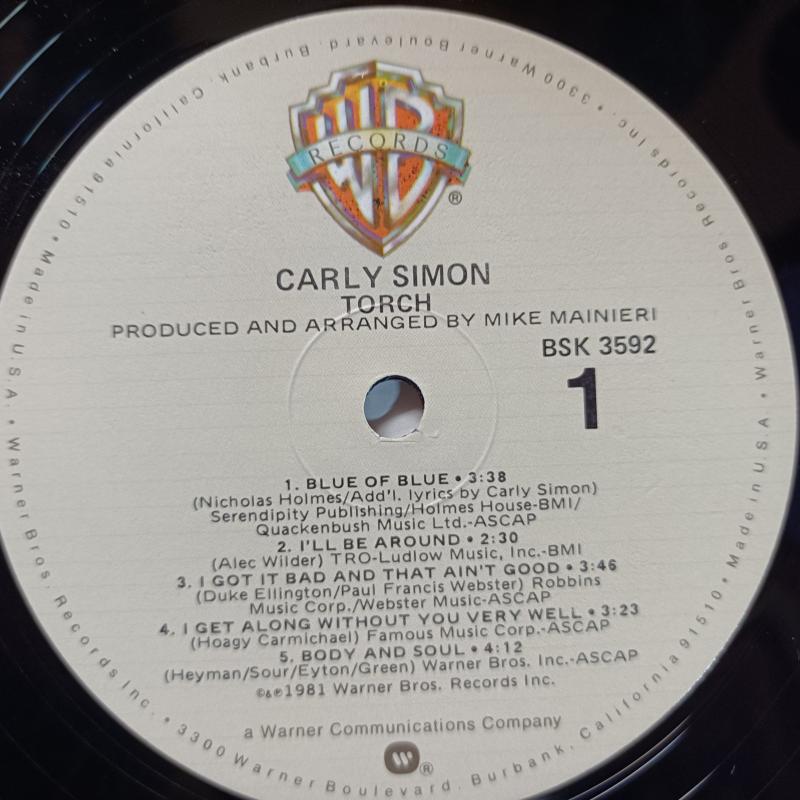 WB
RECORDS
®
CARLY SIMON
TORCH
PRODUCED AND ARRANGED BY MIKE MAINIERI
BSK 3592
1
1. BLUE OF BLUE • 3:38
(Nicholas Holmes/Add'l. lyrics by Carly Simon)
Serendipity Publishing/Holmes House-BMI/
Quackenbush Music Ltd.-ASCAP
2. I'LL BE AROUND • 2:30
(Alec Wilder) TRO-Ludlow Music, Inc.-BMI
3. I GOT IT BAD AND THAT AIN'T GOOD • 3:46
(Duke Ellington/Paul Francis Webster) Robbins
Music Corp./Webster Music-ASCAP
4. I GET ALONG WITHOUT YOU VERY WELL • 3:23
(Hoagy Carmichael) Famous Music Corp.-ASCAP
5. BODY AND SOUL • 4:12
(Heyman/Sour/Eyton/Green) Warner Bros. Inc.-ASCAP
©&℗1981 Warner Bros. Records Inc.
a Warner Communications Company
W®
Warner Bros. Records Inc. • 3300 Warner Boulevard, Burbank, California 91510 • Made in U.S.A. • Warner Bros. Records Inc. • 3300 Warner Boulevard, Burbank, California 91510 • Made in U.S.A. •